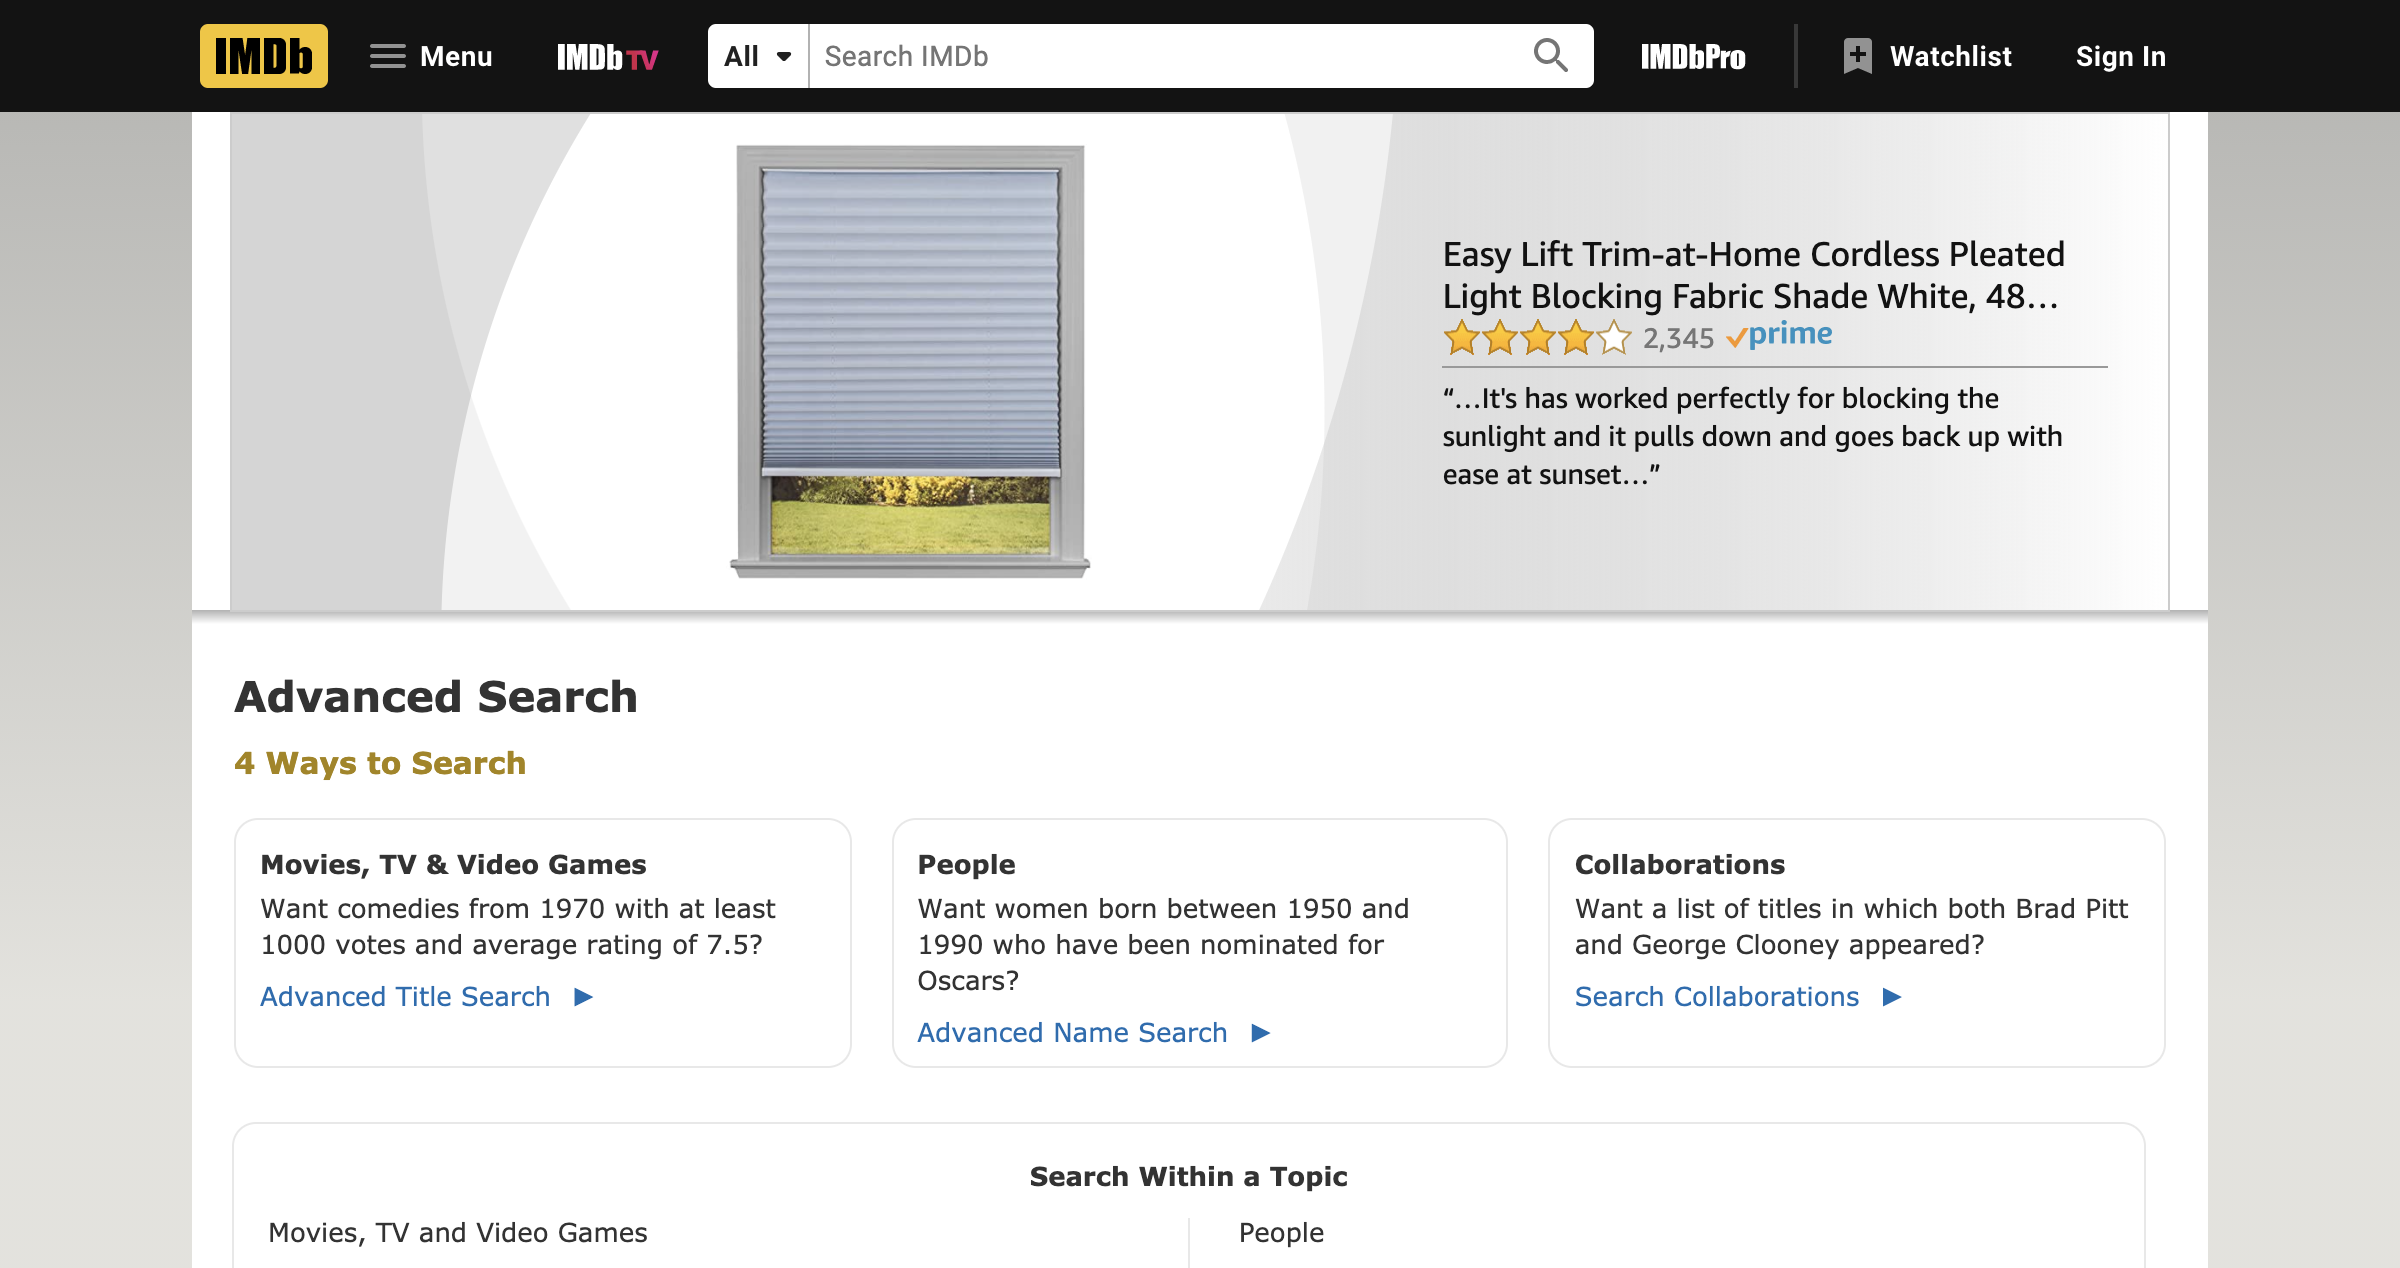 IMDb
Menu
IMDb TV
All
Search IMDb
IMDbPro
Watchlist
Sign In
Easy Lift Trim-at-Home Cordless Pleated
Light Blocking Fabric Shade White, 48…
2,345 prime
“…It's has worked perfectly for blocking the
sunlight and it pulls down and goes back up with
ease at sunset…”
Advanced Search
4 Ways to Search
Movies, TV & Video Games
Want comedies from 1970 with at least
1000 votes and average rating of 7.5?
Advanced Title Search
People
Want women born between 1950 and
1990 who have been nominated for
Oscars?
Advanced Name Search
Collaborations
Want a list of titles in which both Brad Pitt
and George Clooney appeared?
Search Collaborations
Search Within a Topic
Movies, TV and Video Games
People